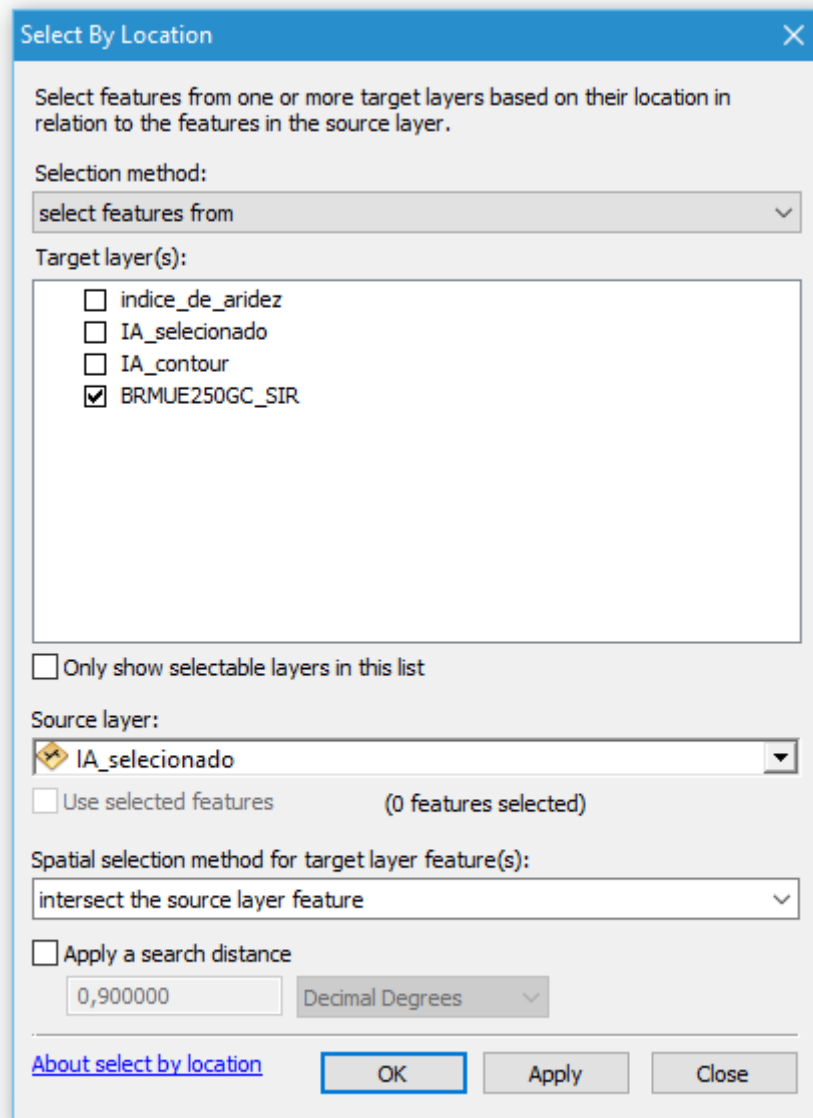 Select By Location
Select features from one or more target layers based on their location in
relation to the features in the source layer.
Selection method:
select features from
Target layer(s):
indice_de_aridez
IA_selecionado
IA_contour
BRMUE250GC_SIR
Only show selectable layers in this list
Source layer:
IA_selecionado
Use selected features (0 features selected)
Spatial selection method for target layer feature(s):
intersect the source layer feature
Apply a search distance
0,900000 Decimal Degrees
About select by location OK Apply Close